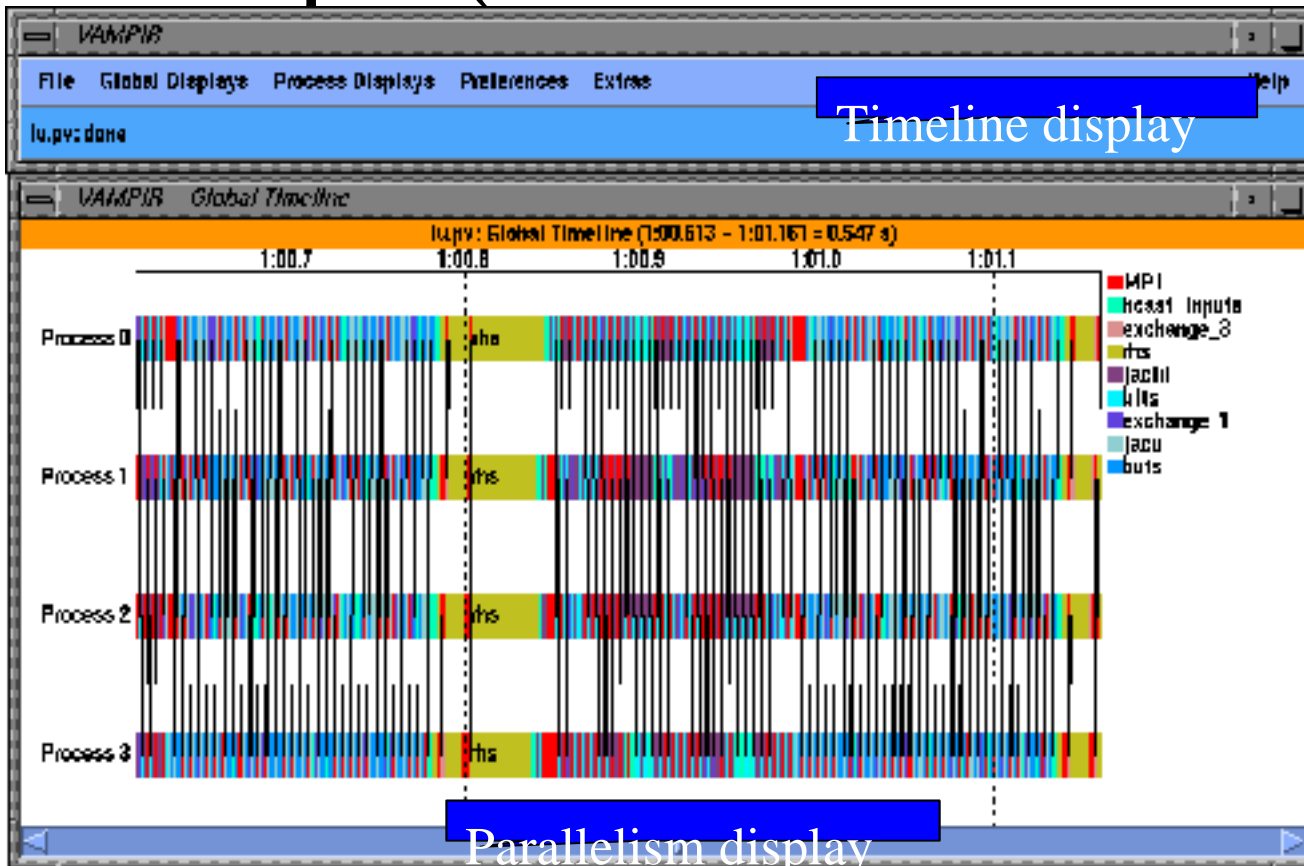 VAMPIR
File Global Displays Process Displays Preferences Extras Help
Timeline display
lu.pv: done
VAMPIR Global Timeline
lu.pv: Global Timeline (1:00.613 - 1:01.161 = 0.547 s)
1:00.7 1:00.8 1:00.9 1:01.0 1:01.1
MPI
bcast_inputs
exchange_3
rhs
jacld
blts
exchange_1
jacu
buts
Process 0 rhs
Process 1 rhs
Process 2 rhs
Process 3 rhs
Parallelism display